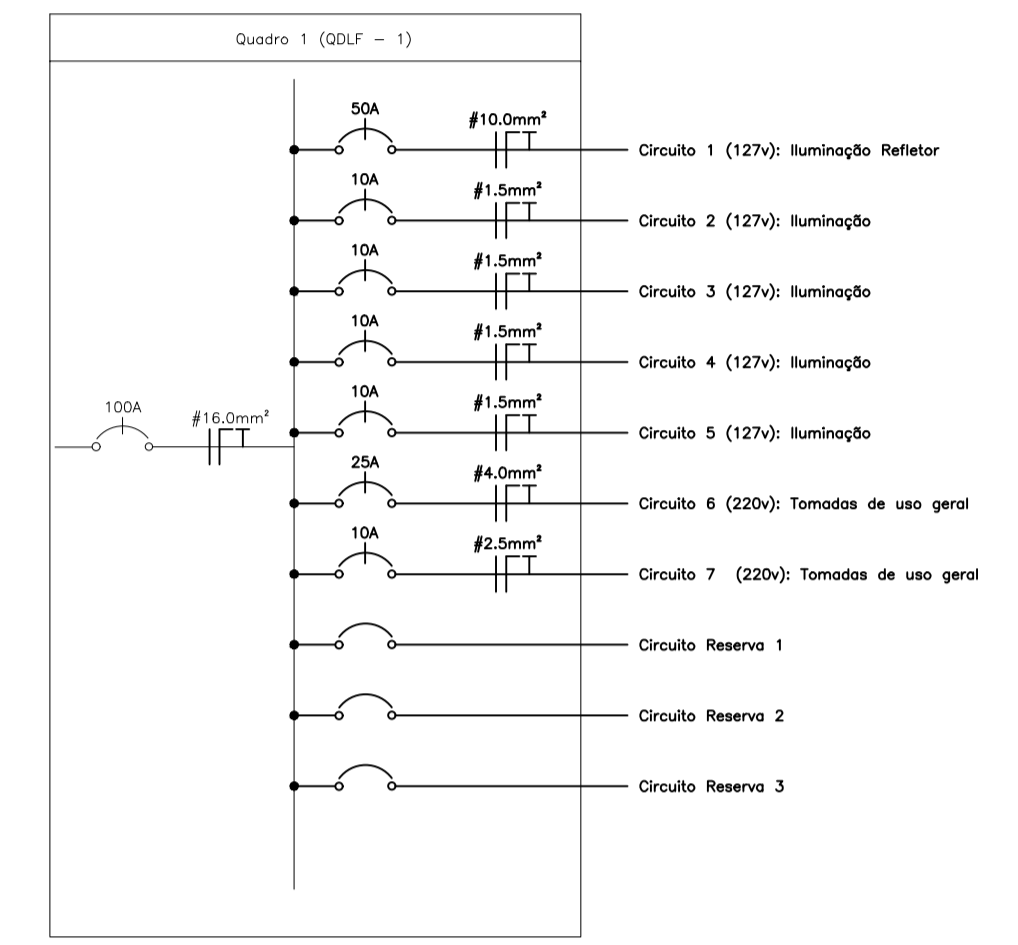 Quadro 1 (QDLF - 1)
50A
#10.0mm²
Circuito 1 (127v): Iluminação Refletor
10A
#1.5mm²
Circuito 2 (127v): Iluminação
10A
#1.5mm²
Circuito 3 (127v): Iluminação
10A
#1.5mm²
Circuito 4 (127v): Iluminação
100A
#16.0mm²
10A
#1.5mm²
Circuito 5 (127v): Iluminação
25A
#4.0mm²
Circuito 6 (220v): Tomadas de uso geral
10A
#2.5mm²
Circuito 7 (220v): Tomadas de uso geral
Circuito Reserva 1
Circuito Reserva 2
Circuito Reserva 3